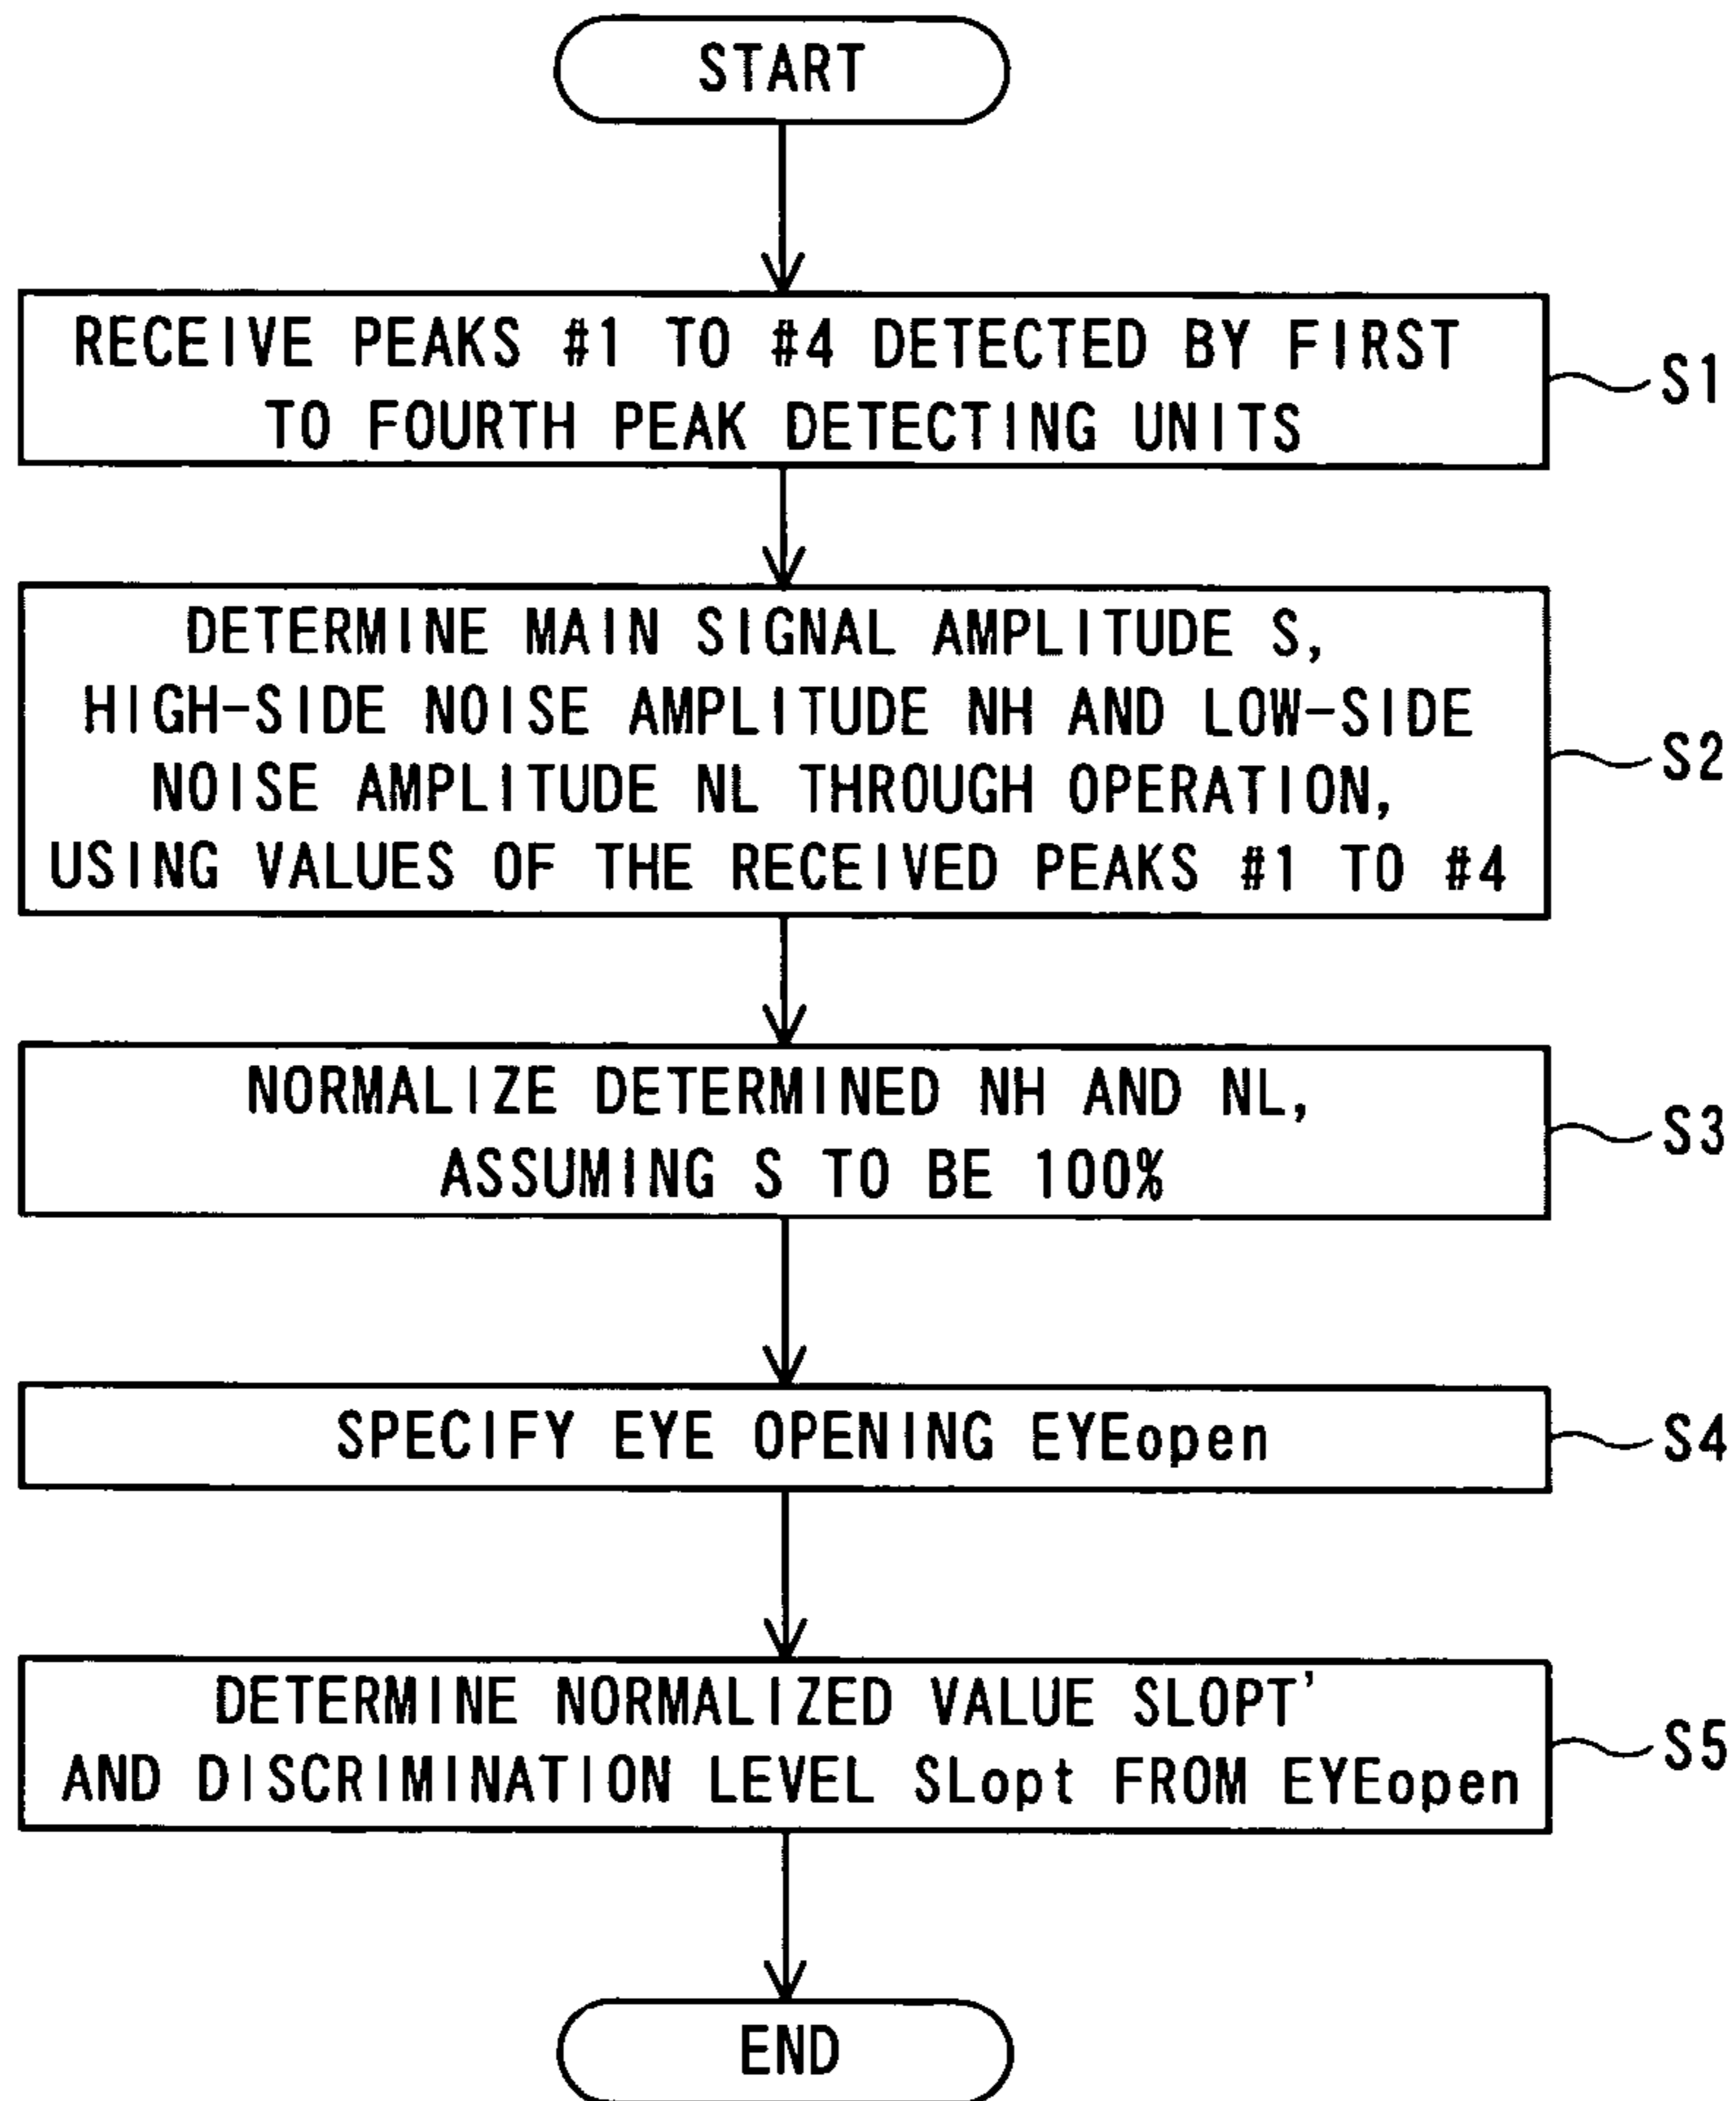 START
RECEIVE PEAKS #1 TO #4 DETECTED BY FIRST
TO FOURTH PEAK DETECTING UNITS
S1
DETERMINE MAIN SIGNAL AMPLITUDE S,
HIGH-SIDE NOISE AMPLITUDE NH AND LOW-SIDE
NOISE AMPLITUDE NL THROUGH OPERATION,
USING VALUES OF THE RECEIVED PEAKS #1 TO #4
S2
NORMALIZE DETERMINED NH AND NL,
ASSUMING S TO BE 100%
S3
SPECIFY EYE OPENING EYEopen
S4
DETERMINE NORMALIZED VALUE SLOPT'
AND DISCRIMINATION LEVEL SLopt FROM EYEopen
S5
END